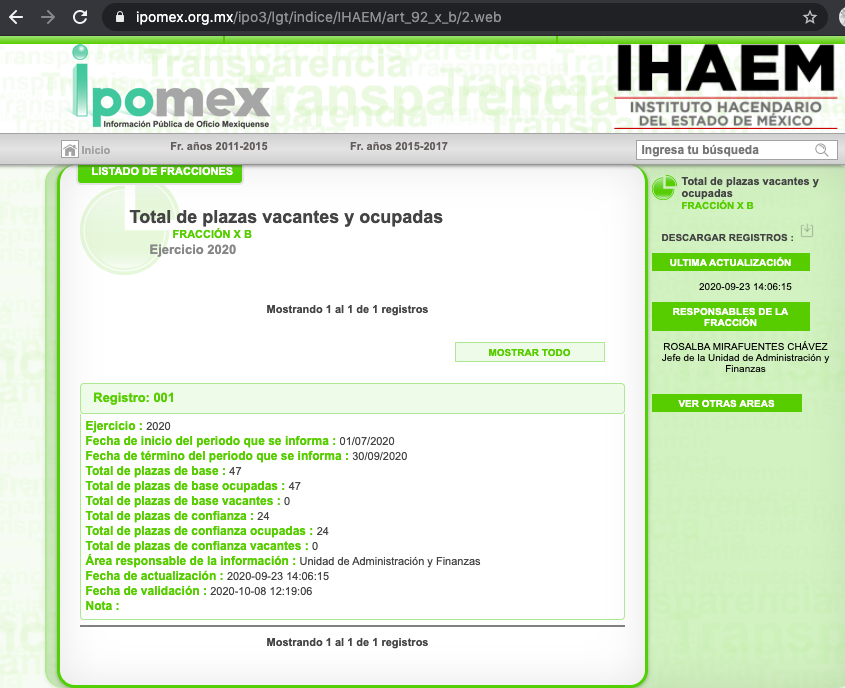 ipomex.org.mx/ipo3/lgt/indice/IHAEM/art_92_x_b/2.web
Transparencia
ipomex
Información Pública de Oficio Mexiquense
IHAEM
INSTITUTO HACENDARIO
DEL ESTADO DE MÉXICO
Inicio
Fr. años 2011-2015
Fr. años 2015-2017
Ingresa tu búsqueda
LISTADO DE FRACCIONES
Total de plazas vacantes y ocupadas
FRACCIÓN X B
Ejercicio 2020
Mostrando 1 al 1 de 1 registros
MOSTRAR TODO
Registro: 001
Ejercicio : 2020
Fecha de inicio del periodo que se informa : 01/07/2020
Fecha de término del periodo que se informa : 30/09/2020
Total de plazas de base : 47
Total de plazas de base ocupadas : 47
Total de plazas de base vacantes : 0
Total de plazas de confianza : 24
Total de plazas de confianza ocupadas : 24
Total de plazas de confianza vacantes : 0
Área responsable de la información : Unidad de Administración y Finanzas
Fecha de actualización : 2020-09-23 14:06:15
Fecha de validación : 2020-10-08 12:19:06
Nota :
Mostrando 1 al 1 de 1 registros
Total de plazas vacantes y
ocupadas
FRACCIÓN X B
DESCARGAR REGISTROS :
ULTIMA ACTUALIZACIÓN
2020-09-23 14:06:15
RESPONSABLES DE LA
FRACCIÓN
ROSALBA MIRAFUENTES CHÁVEZ
Jefe de la Unidad de Administración y
Finanzas
VER OTRAS AREAS